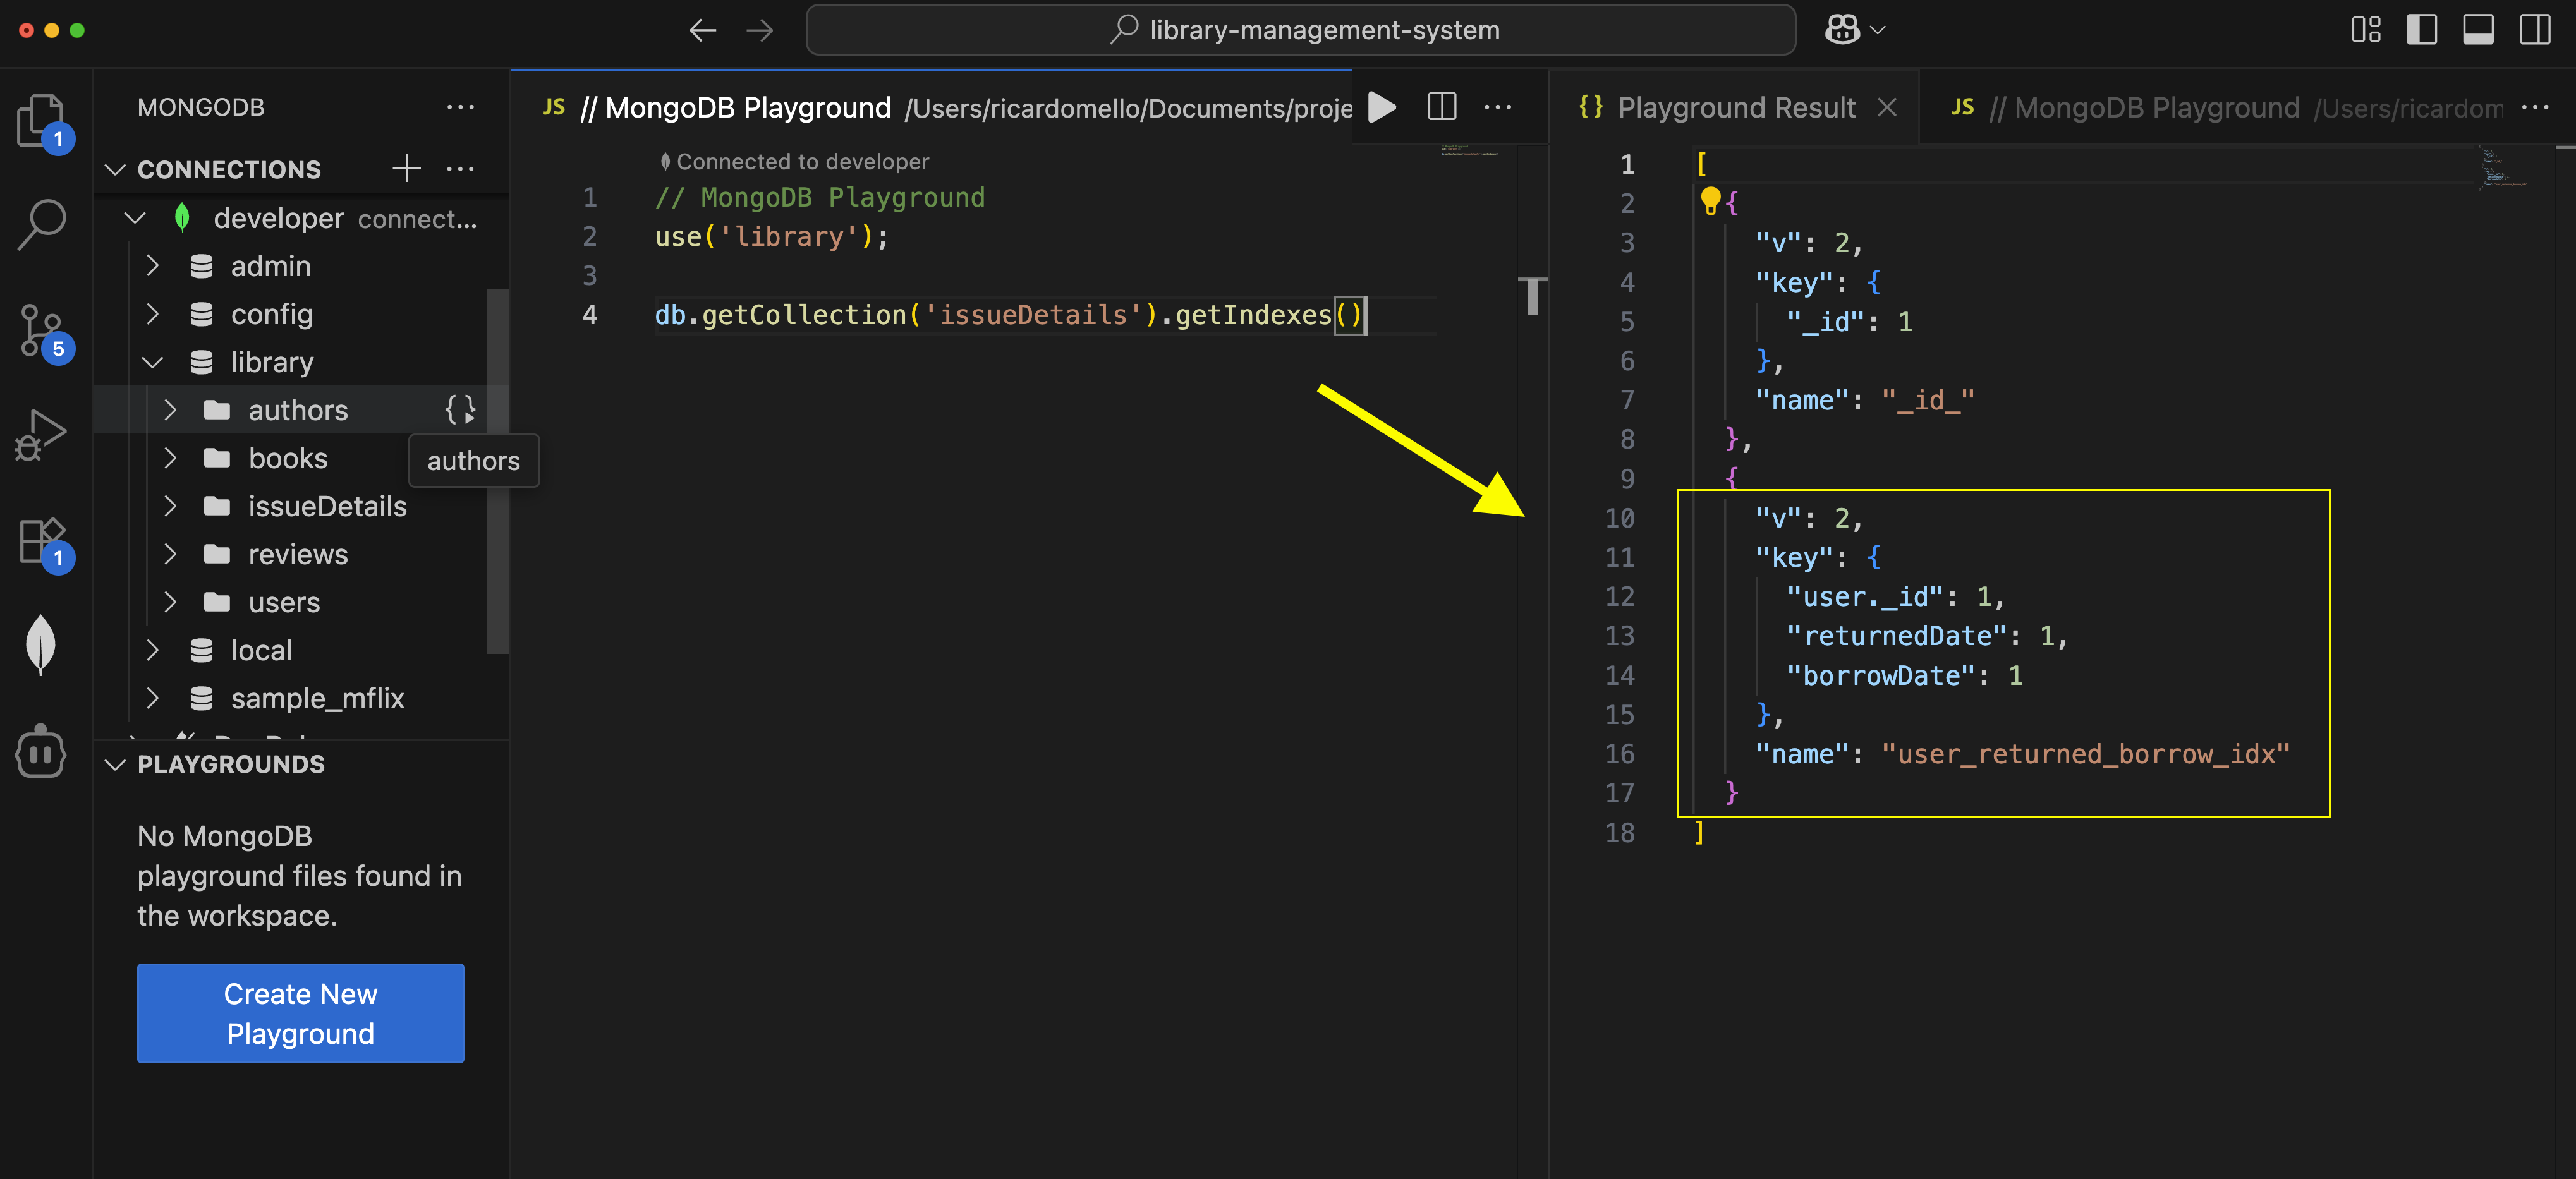 library-management-system
MONGODB
CONNECTIONS
developer connect...
admin
config
library
authors
authors
books
issueDetails
reviews
users
local
sample_mflix
PLAYGROUNDS
No MongoDB
playground files found in
the workspace.
Create New
Playground
1
5
1
JS // MongoDB Playground /Users/ricardomello/Documents/proje
Connected to developer
1 // MongoDB Playground
2 use('library');
3
4 db.getCollection('issueDetails').getIndexes()
{} Playground Result
JS // MongoDB Playground /Users/ricardom
1 [
2 {
3 "v": 2,
4 "key": {
5 "_id": 1
6 },
7 "name": "_id_"
8 },
9 {
10 "v": 2,
11 "key": {
12 "user._id": 1,
13 "returnedDate": 1,
14 "borrowDate": 1
15 },
16 "name": "user_returned_borrow_idx"
17 }
18 ]